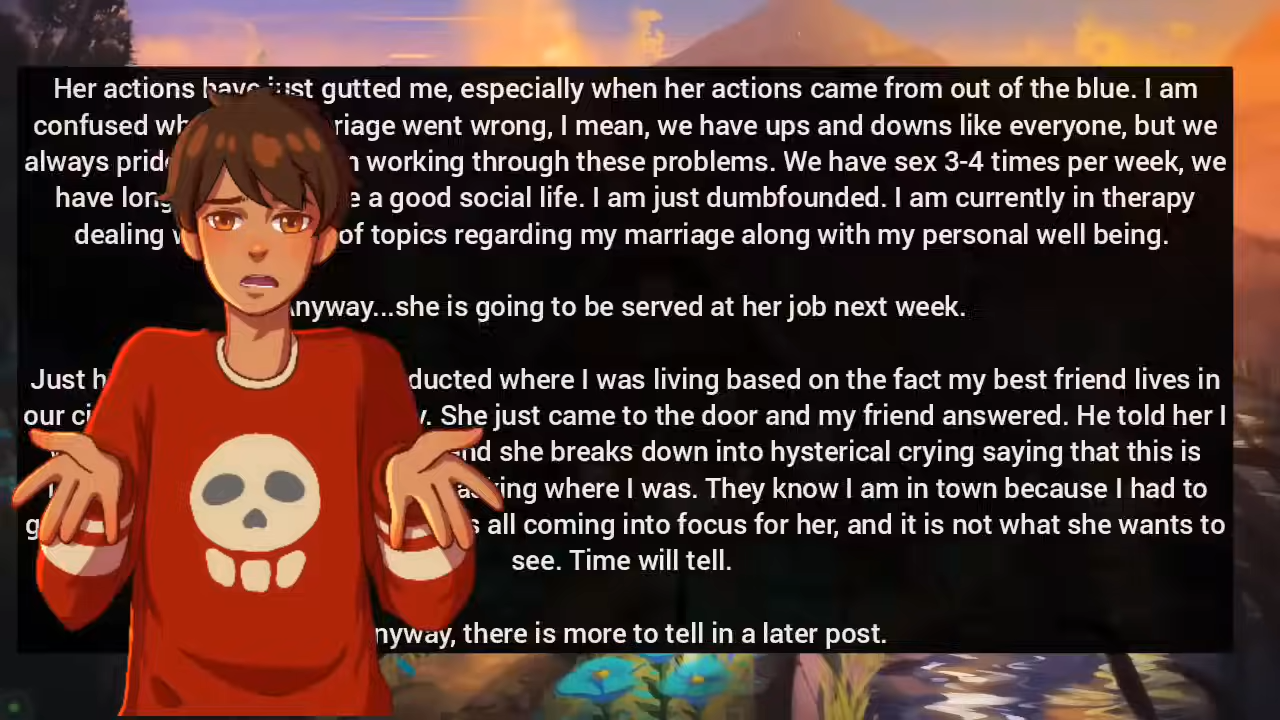 Her actions have just gutted me, especially when her actions came from out of the blue. I am
confused riage went wrong, I mean, we have ups and downs like everyone, but we
always working through these problems. We have sex 3-4 times per week, we
have a good social life. I am just dumbfounded. I am currently in therapy
dealing of topics regarding my marriage along with my personal well being.
Anyway...she is going to be served at her job next week.
Just ducted where I was living based on the fact my best friend lives in
our She just came to the door and my friend answered. He told her I
and she breaks down into hysterical crying saying that this is
asking where I was. They know I am in town because I had to
all coming into focus for her, and it is not what she wants to
see. Time will tell.
nyway, there is more to tell in a later post.